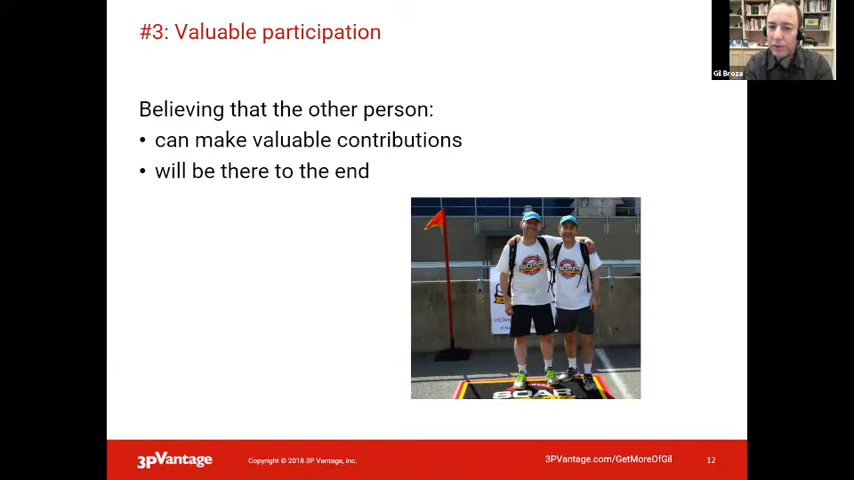 #3: Valuable participation
Gil Broza
Believing that the other person:
• can make valuable contributions
• will be there to the end
SOAR
3PVantage
Copyright © 2018 3P Vantage, Inc.
3PVantage.com/GetMoreOfGil
12